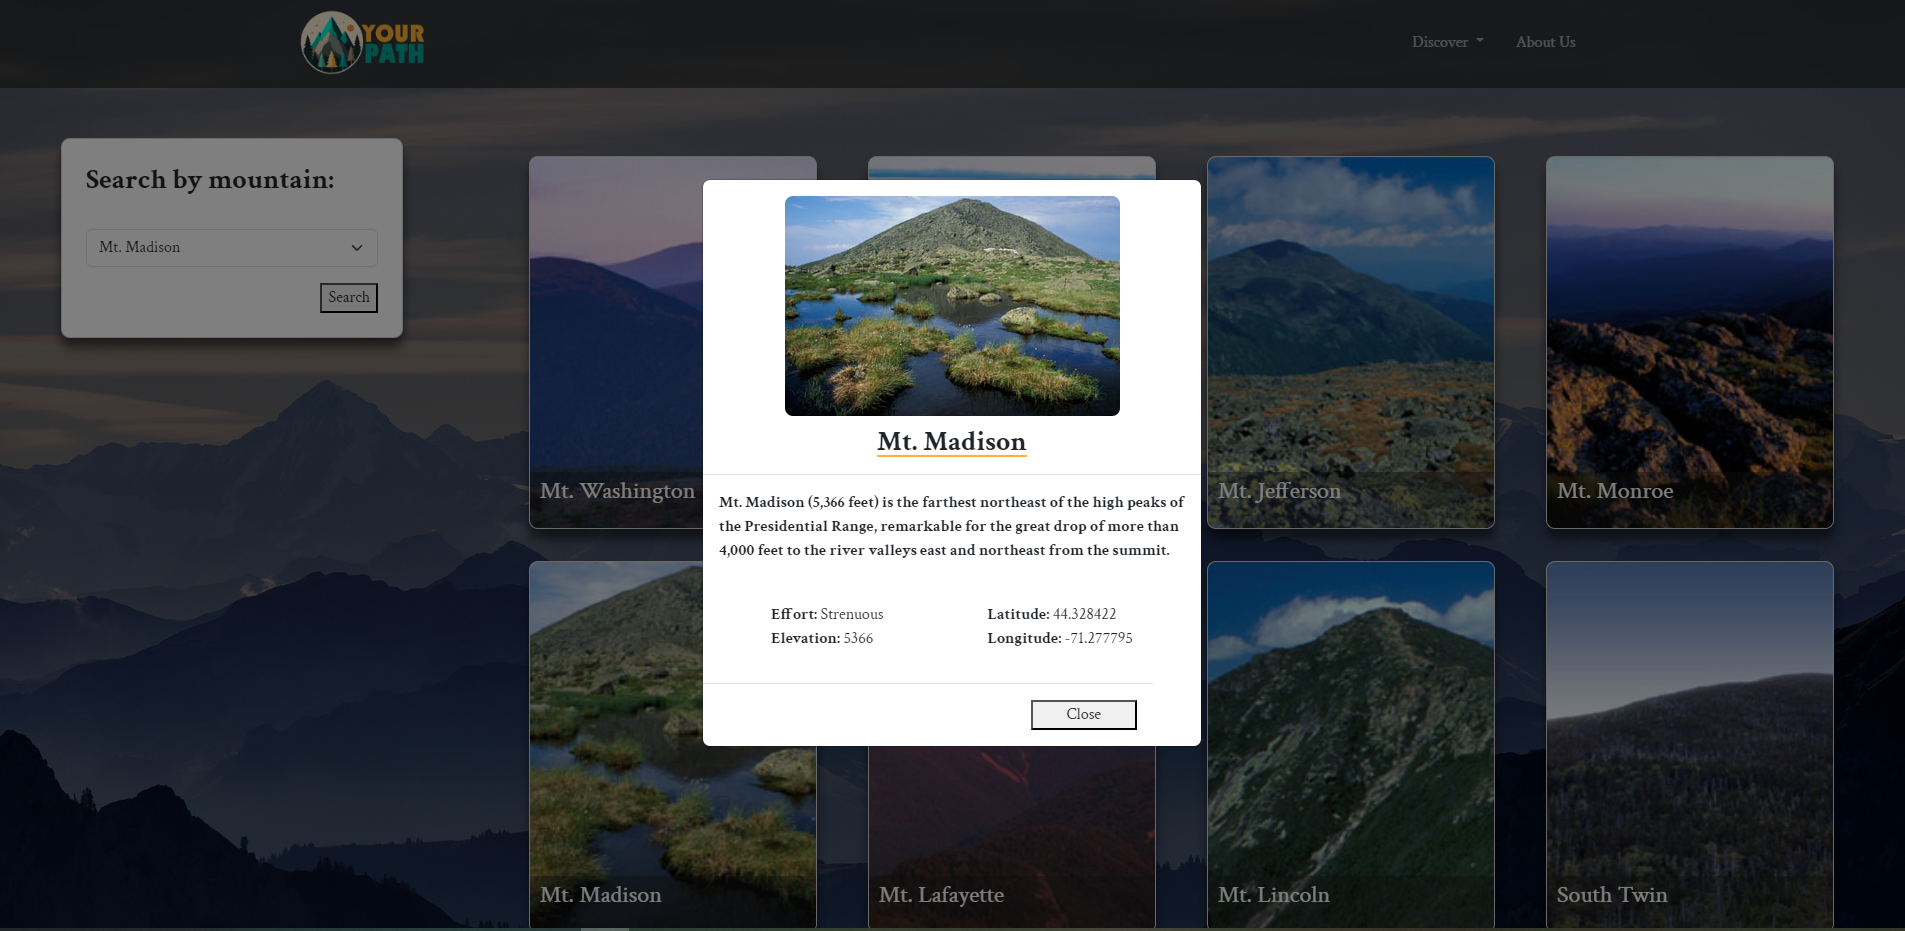 YOUR
PATH
Discover
About Us
Search by mountain:
Mt. Madison
Search
Mt. Washington
Mt. Jefferson
Mt. Monroe
Mt. Madison
Mt. Madison (5,366 feet) is the farthest northeast of the high peaks of
the Presidential Range, remarkable for the great drop of more than
4,000 feet to the river valleys east and northeast from the summit.
Effort: Strenuous
Elevation: 5366
Latitude: 44.328422
Longitude: -71.277795
Close
Mt. Madison
Mt. Lafayette
Mt. Lincoln
South Twin